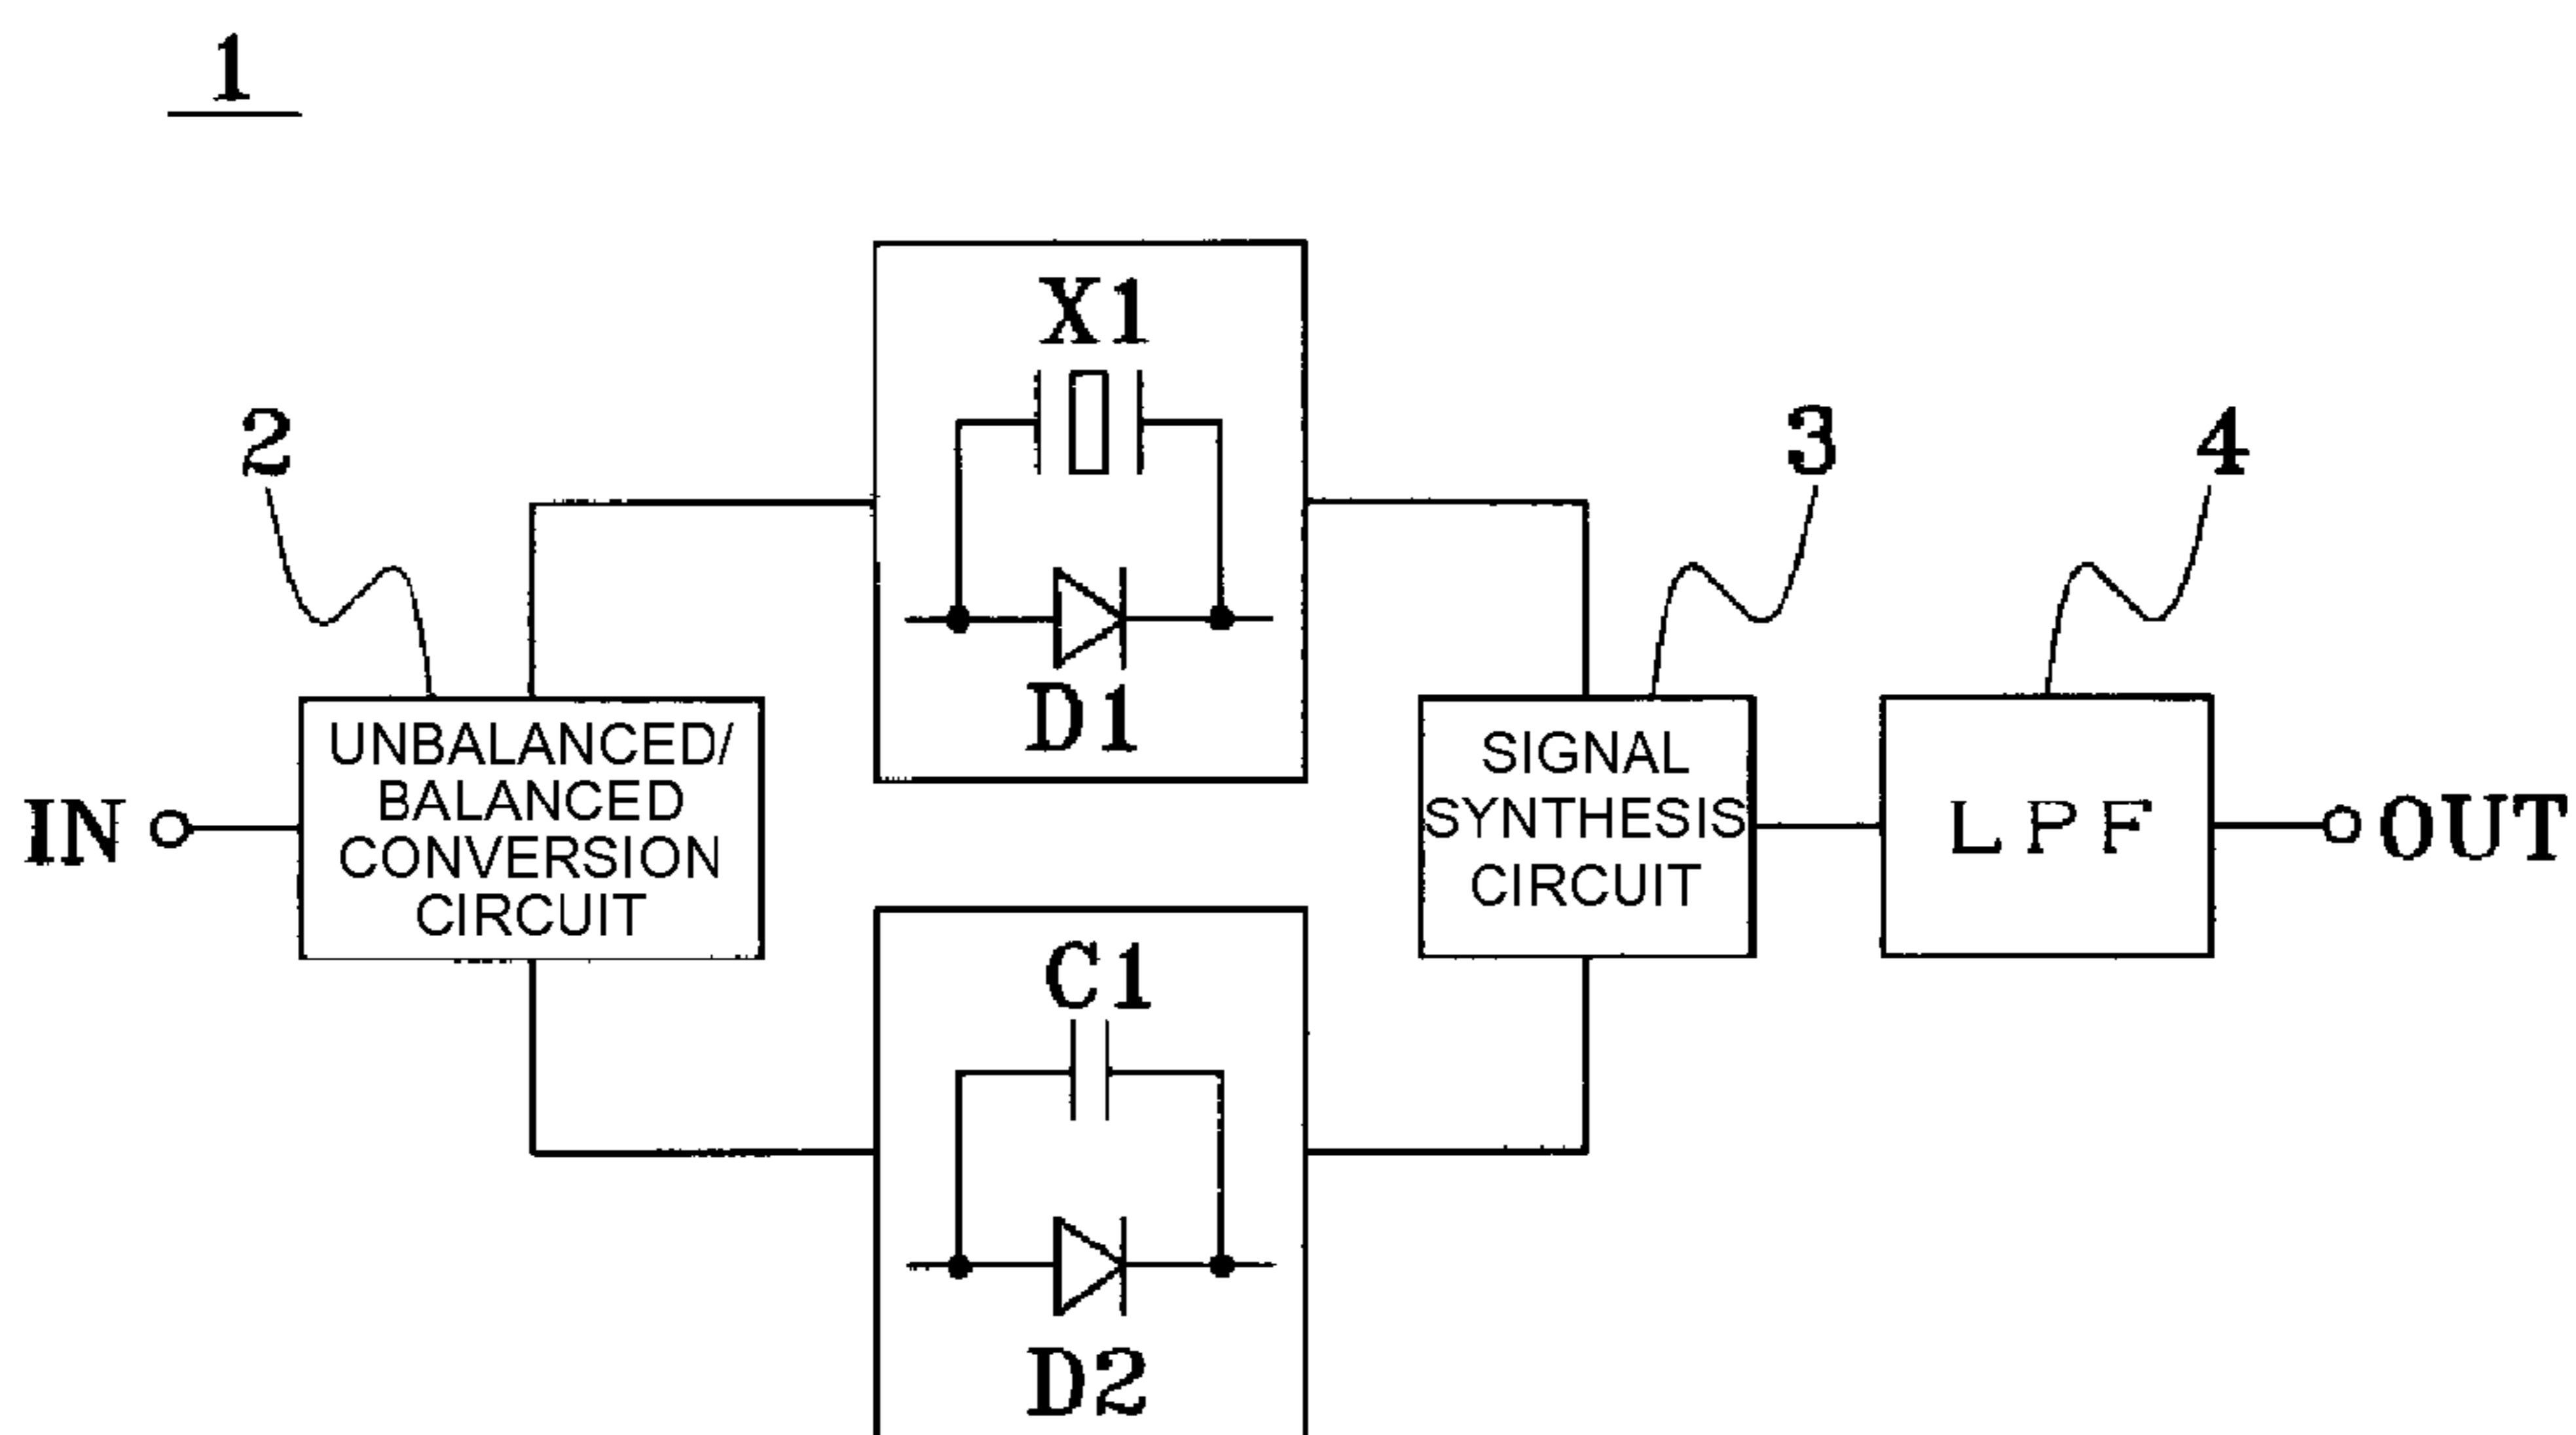 1
X1
2
3
4
D1
UNBALANCED/
BALANCED
CONVERSION
CIRCUIT
SIGNAL
SYNTHESIS
CIRCUIT
IN
LPF
OUT
C1
D2